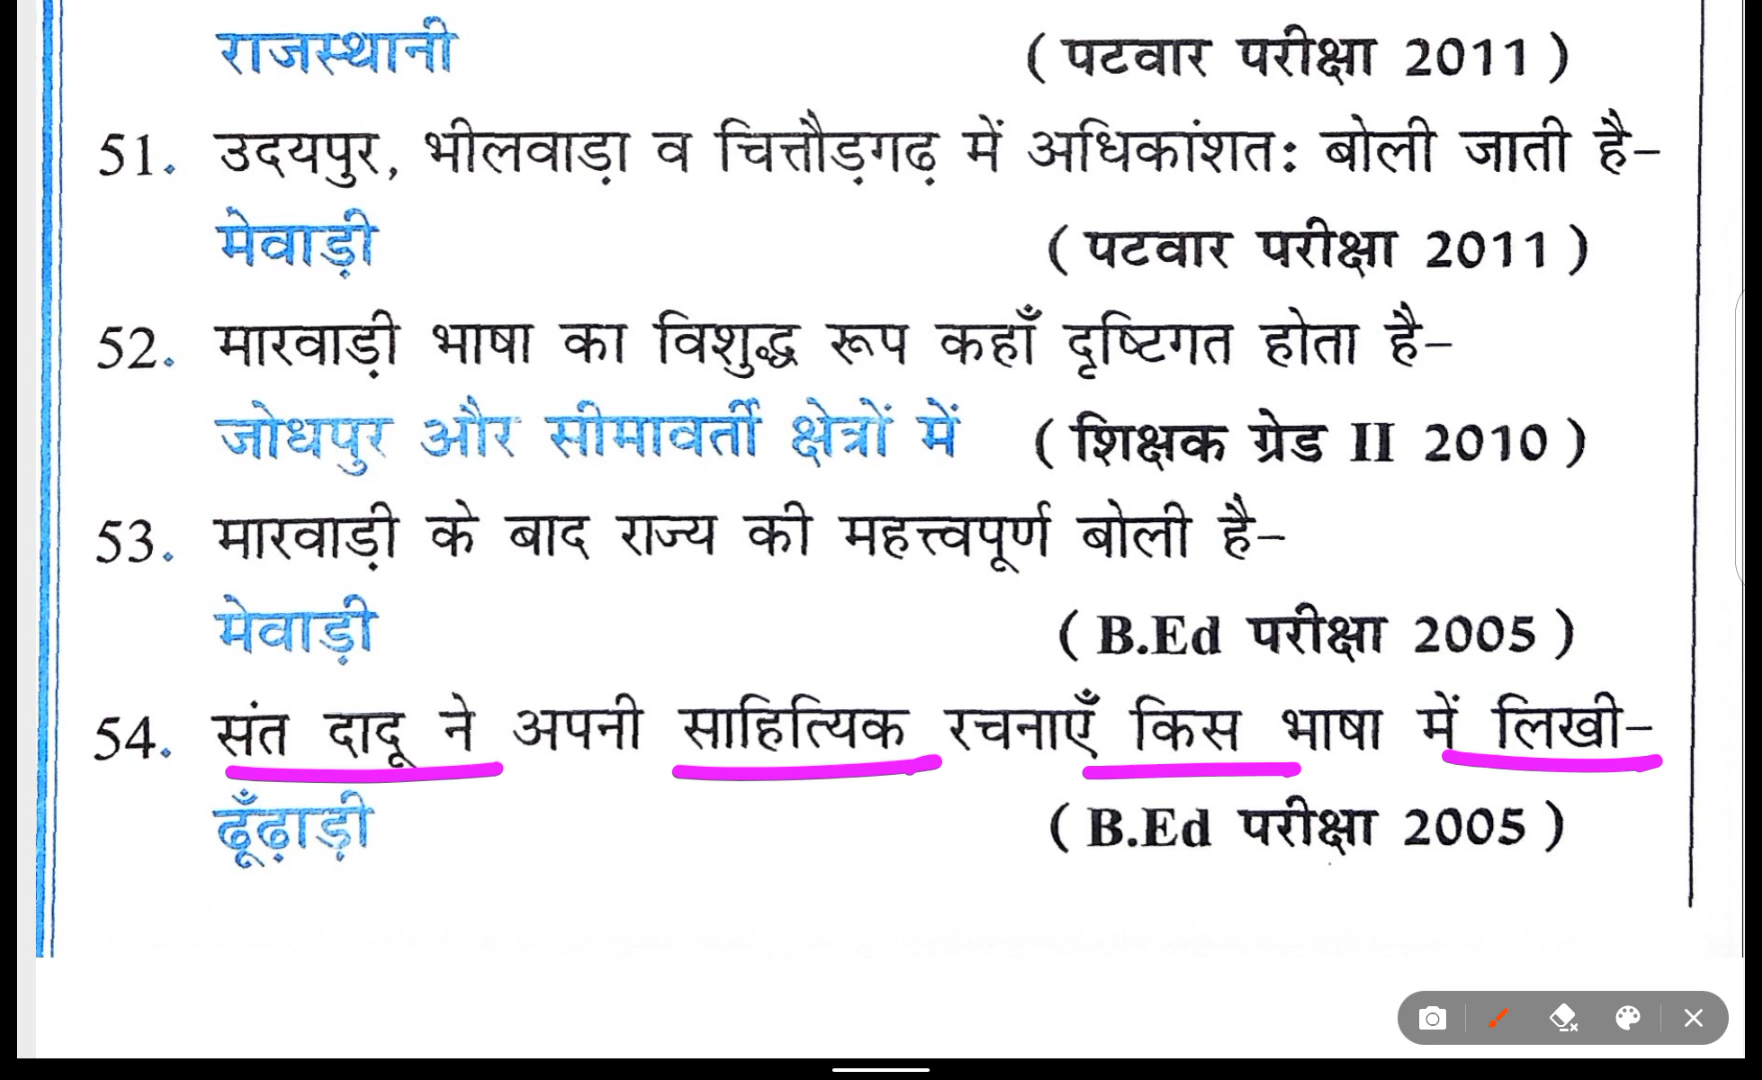 राजस्थानी (पटवार परीक्षा 2011)
51. उदयपुर, भीलवाड़ा व चित्तौड़गढ़ में अधिकांशतः बोली जाती है-
मेवाड़ी (पटवार परीक्षा 2011)
52. मारवाड़ी भाषा का विशुद्ध रूप कहाँ दृष्टिगत होता है-
जोधपुर और सीमावर्ती क्षेत्रों में (शिक्षक ग्रेड II 2010)
53. मारवाड़ी के बाद राज्य की महत्त्वपूर्ण बोली है-
मेवाड़ी (B.Ed परीक्षा 2005)
54. संत दादू ने अपनी साहित्यिक रचनाएँ किस भाषा में लिखी-
ढूँढ़ाड़ी (B.Ed परीक्षा 2005)